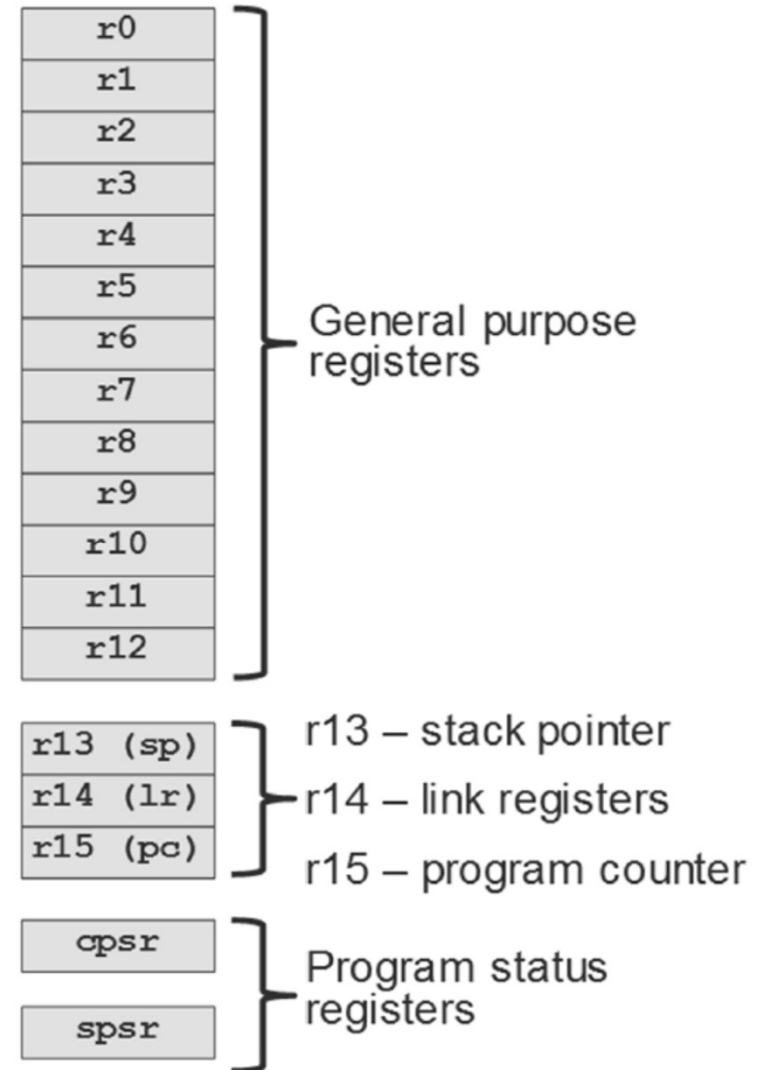 r0
r1
r2
r3
r4
r5
r6
r7
r8
r9
r10
r11
r12
General purpose
registers
r13 (sp)
r14 (lr)
r15 (pc)
r13 – stack pointer
r14 – link registers
r15 – program counter
cpsr
spsr
Program status
registers